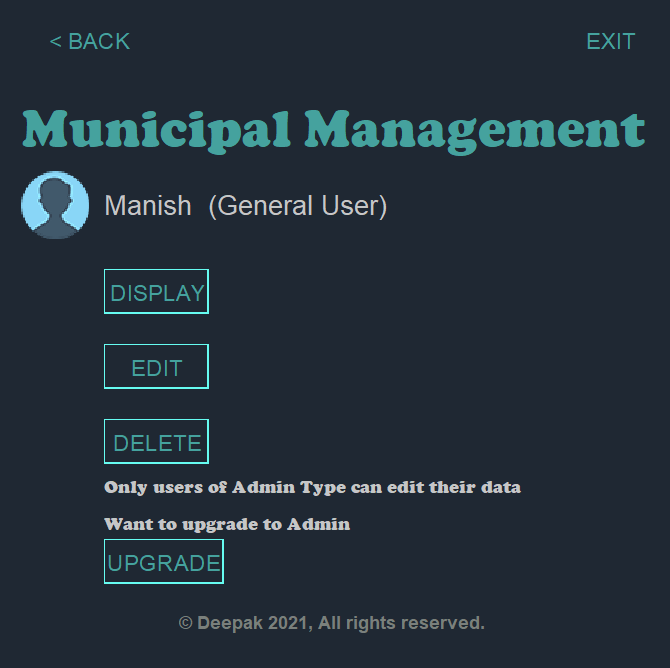 < BACK EXIT
Municipal Management
Manish (General User)
DISPLAY
EDIT
DELETE
Only users of Admin Type can edit their data
Want to upgrade to Admin
UPGRADE
© Deepak 2021, All rights reserved.